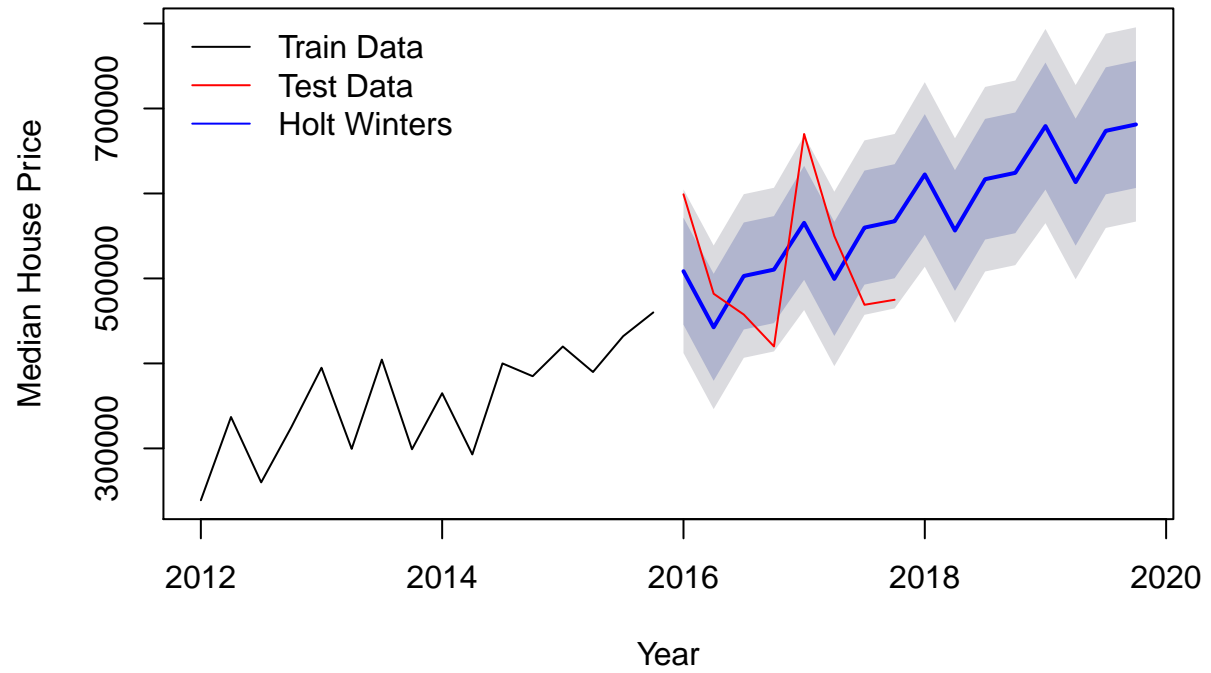 Train Data
Test Data
Holt Winters
Median House Price
700000
500000
300000
2012 2014 2016 2018 2020
Year